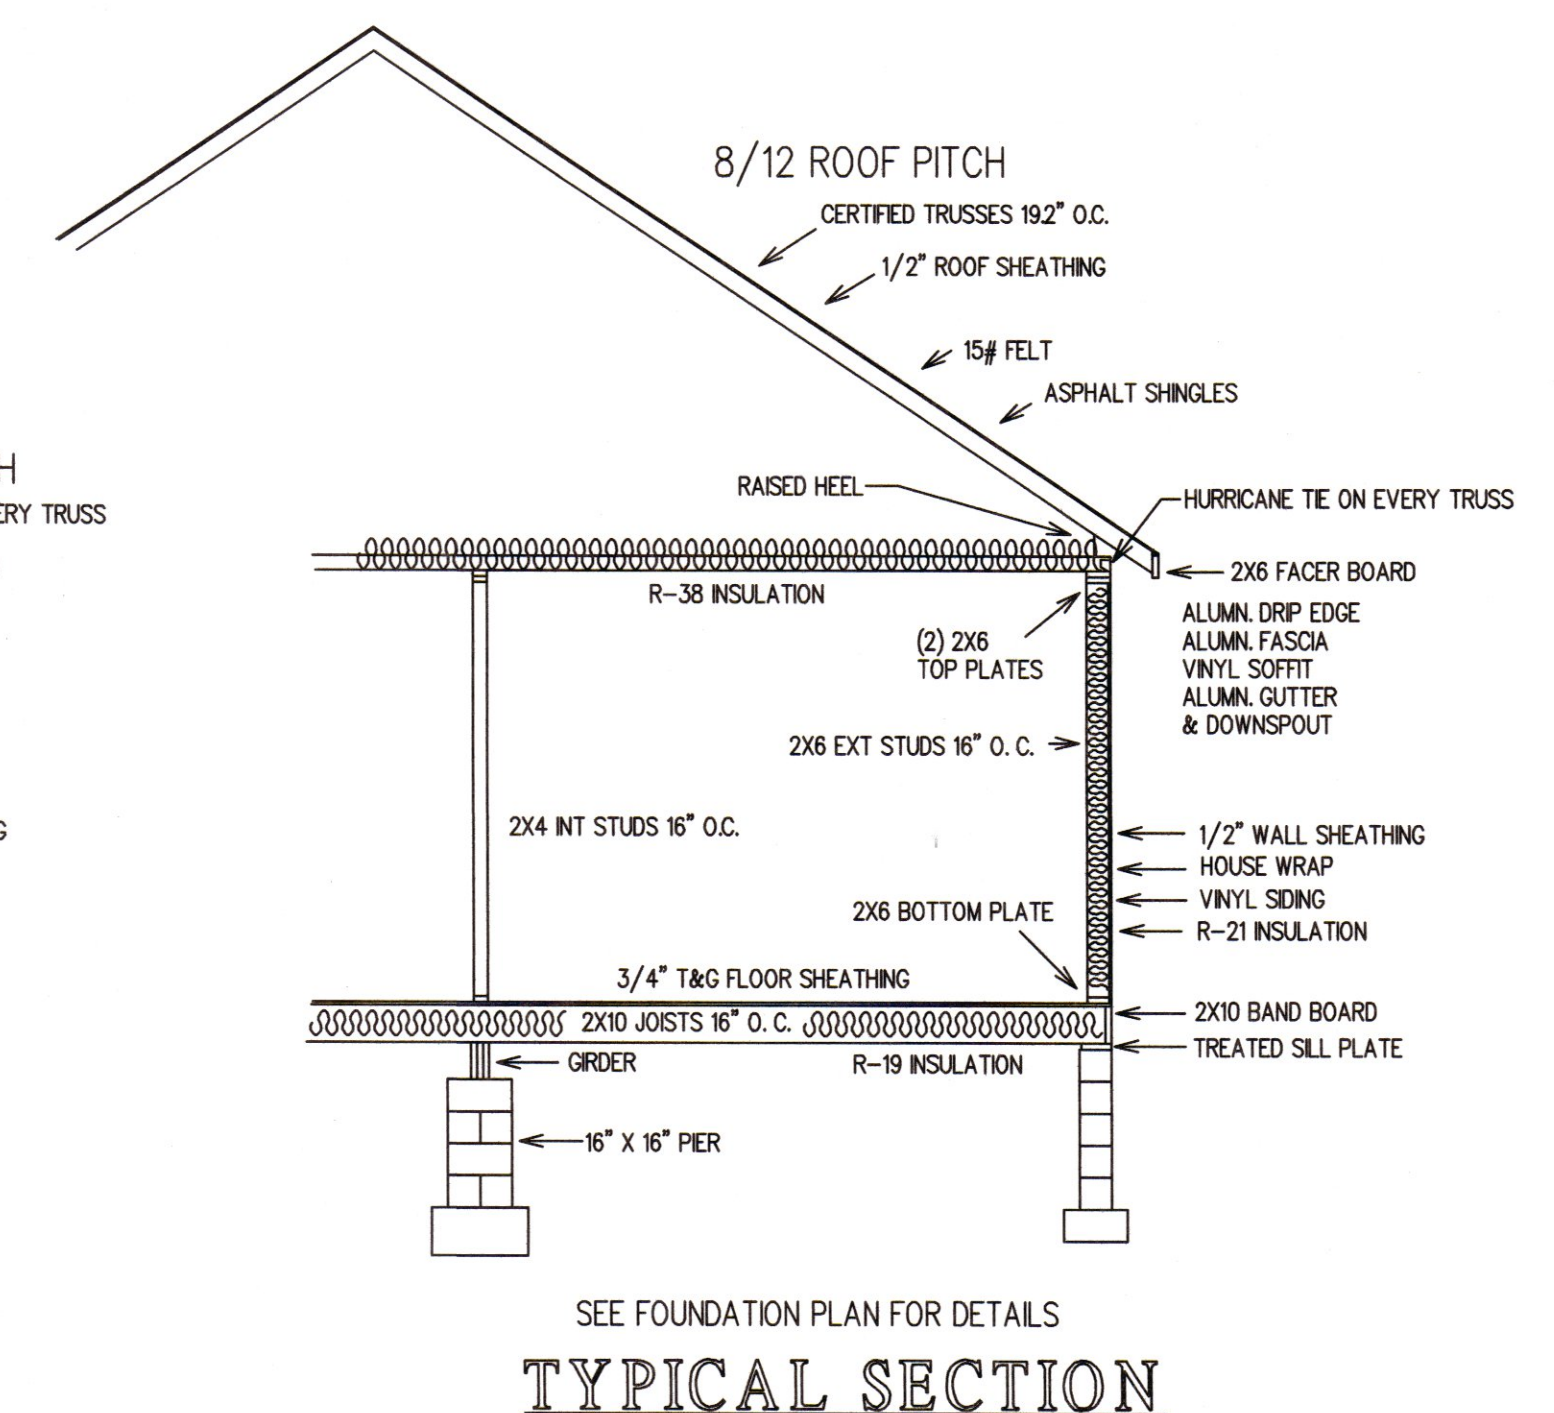 8/12 ROOF PITCH
CERTIFIED TRUSSES 19.2" O.C.
1/2" ROOF SHEATHING
15# FELT
ASPHALT SHINGLES
H
ERY TRUSS
RAISED HEEL
HURRICANE TIE ON EVERY TRUSS
2X6 FACER BOARD
R-38 INSULATION
ALUMN. DRIP EDGE
ALUMN. FASCIA
VINYL SOFFIT
ALUMN. GUTTER
& DOWNSPOUT
(2) 2X6
TOP PLATES
2X6 EXT STUDS 16" O. C.
G
2X4 INT STUDS 16" O.C.
1/2" WALL SHEATHING
HOUSE WRAP
VINYL SIDING
R-21 INSULATION
2X6 BOTTOM PLATE
3/4" T&G FLOOR SHEATHING
2X10 JOISTS 16" O. C.
2X10 BAND BOARD
TREATED SILL PLATE
GIRDER
R-19 INSULATION
16" X 16" PIER
SEE FOUNDATION PLAN FOR DETAILS
TYPICAL SECTION